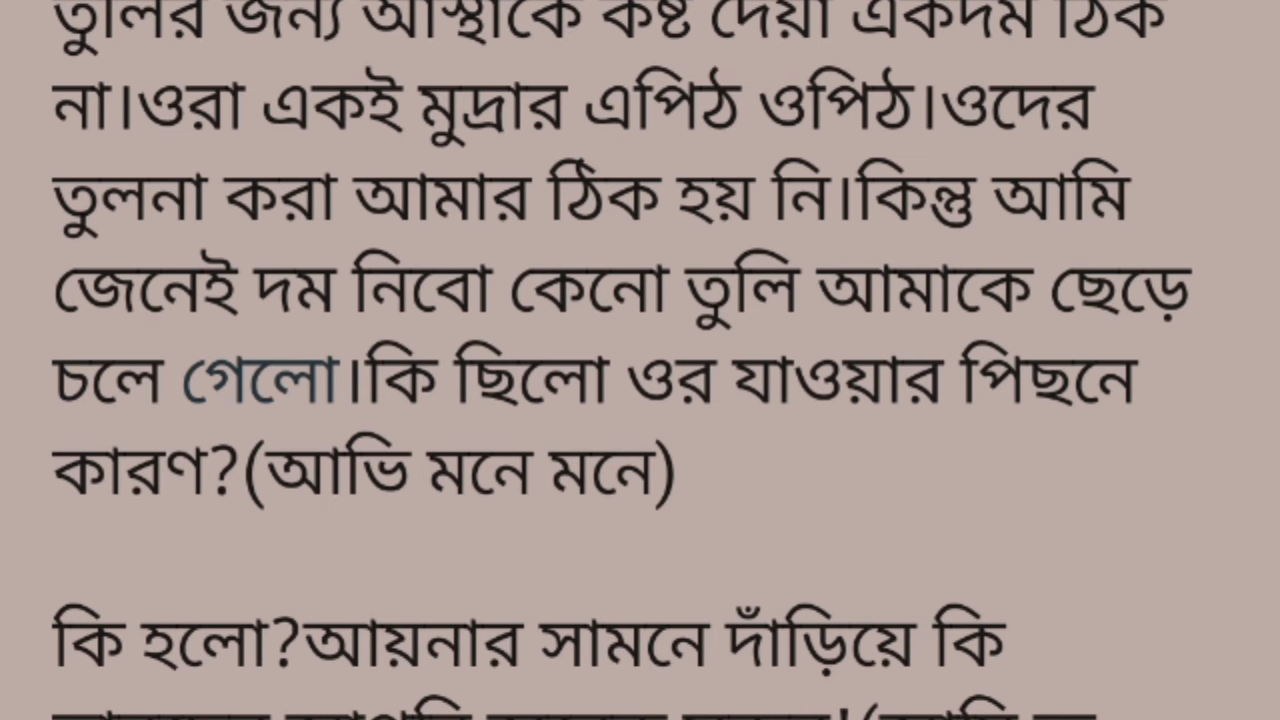 তুলির জন্য আস্থাকে কষ্ট দেয়া একদম ঠিক
না।ওরা একই মুদ্রার এপিঠ ওপিঠ।ওদের
তুলনা করা আমার ঠিক হয় নি।কিন্তু আমি
জেনেই দম নিবো কেনো তুলি আমাকে ছেড়ে
চলে গেলো।কি ছিলো ওর যাওয়ার পিছনে
কারণ?(আভি মনে মনে)
কি হলো?আয়নার সামনে দাঁড়িয়ে কি